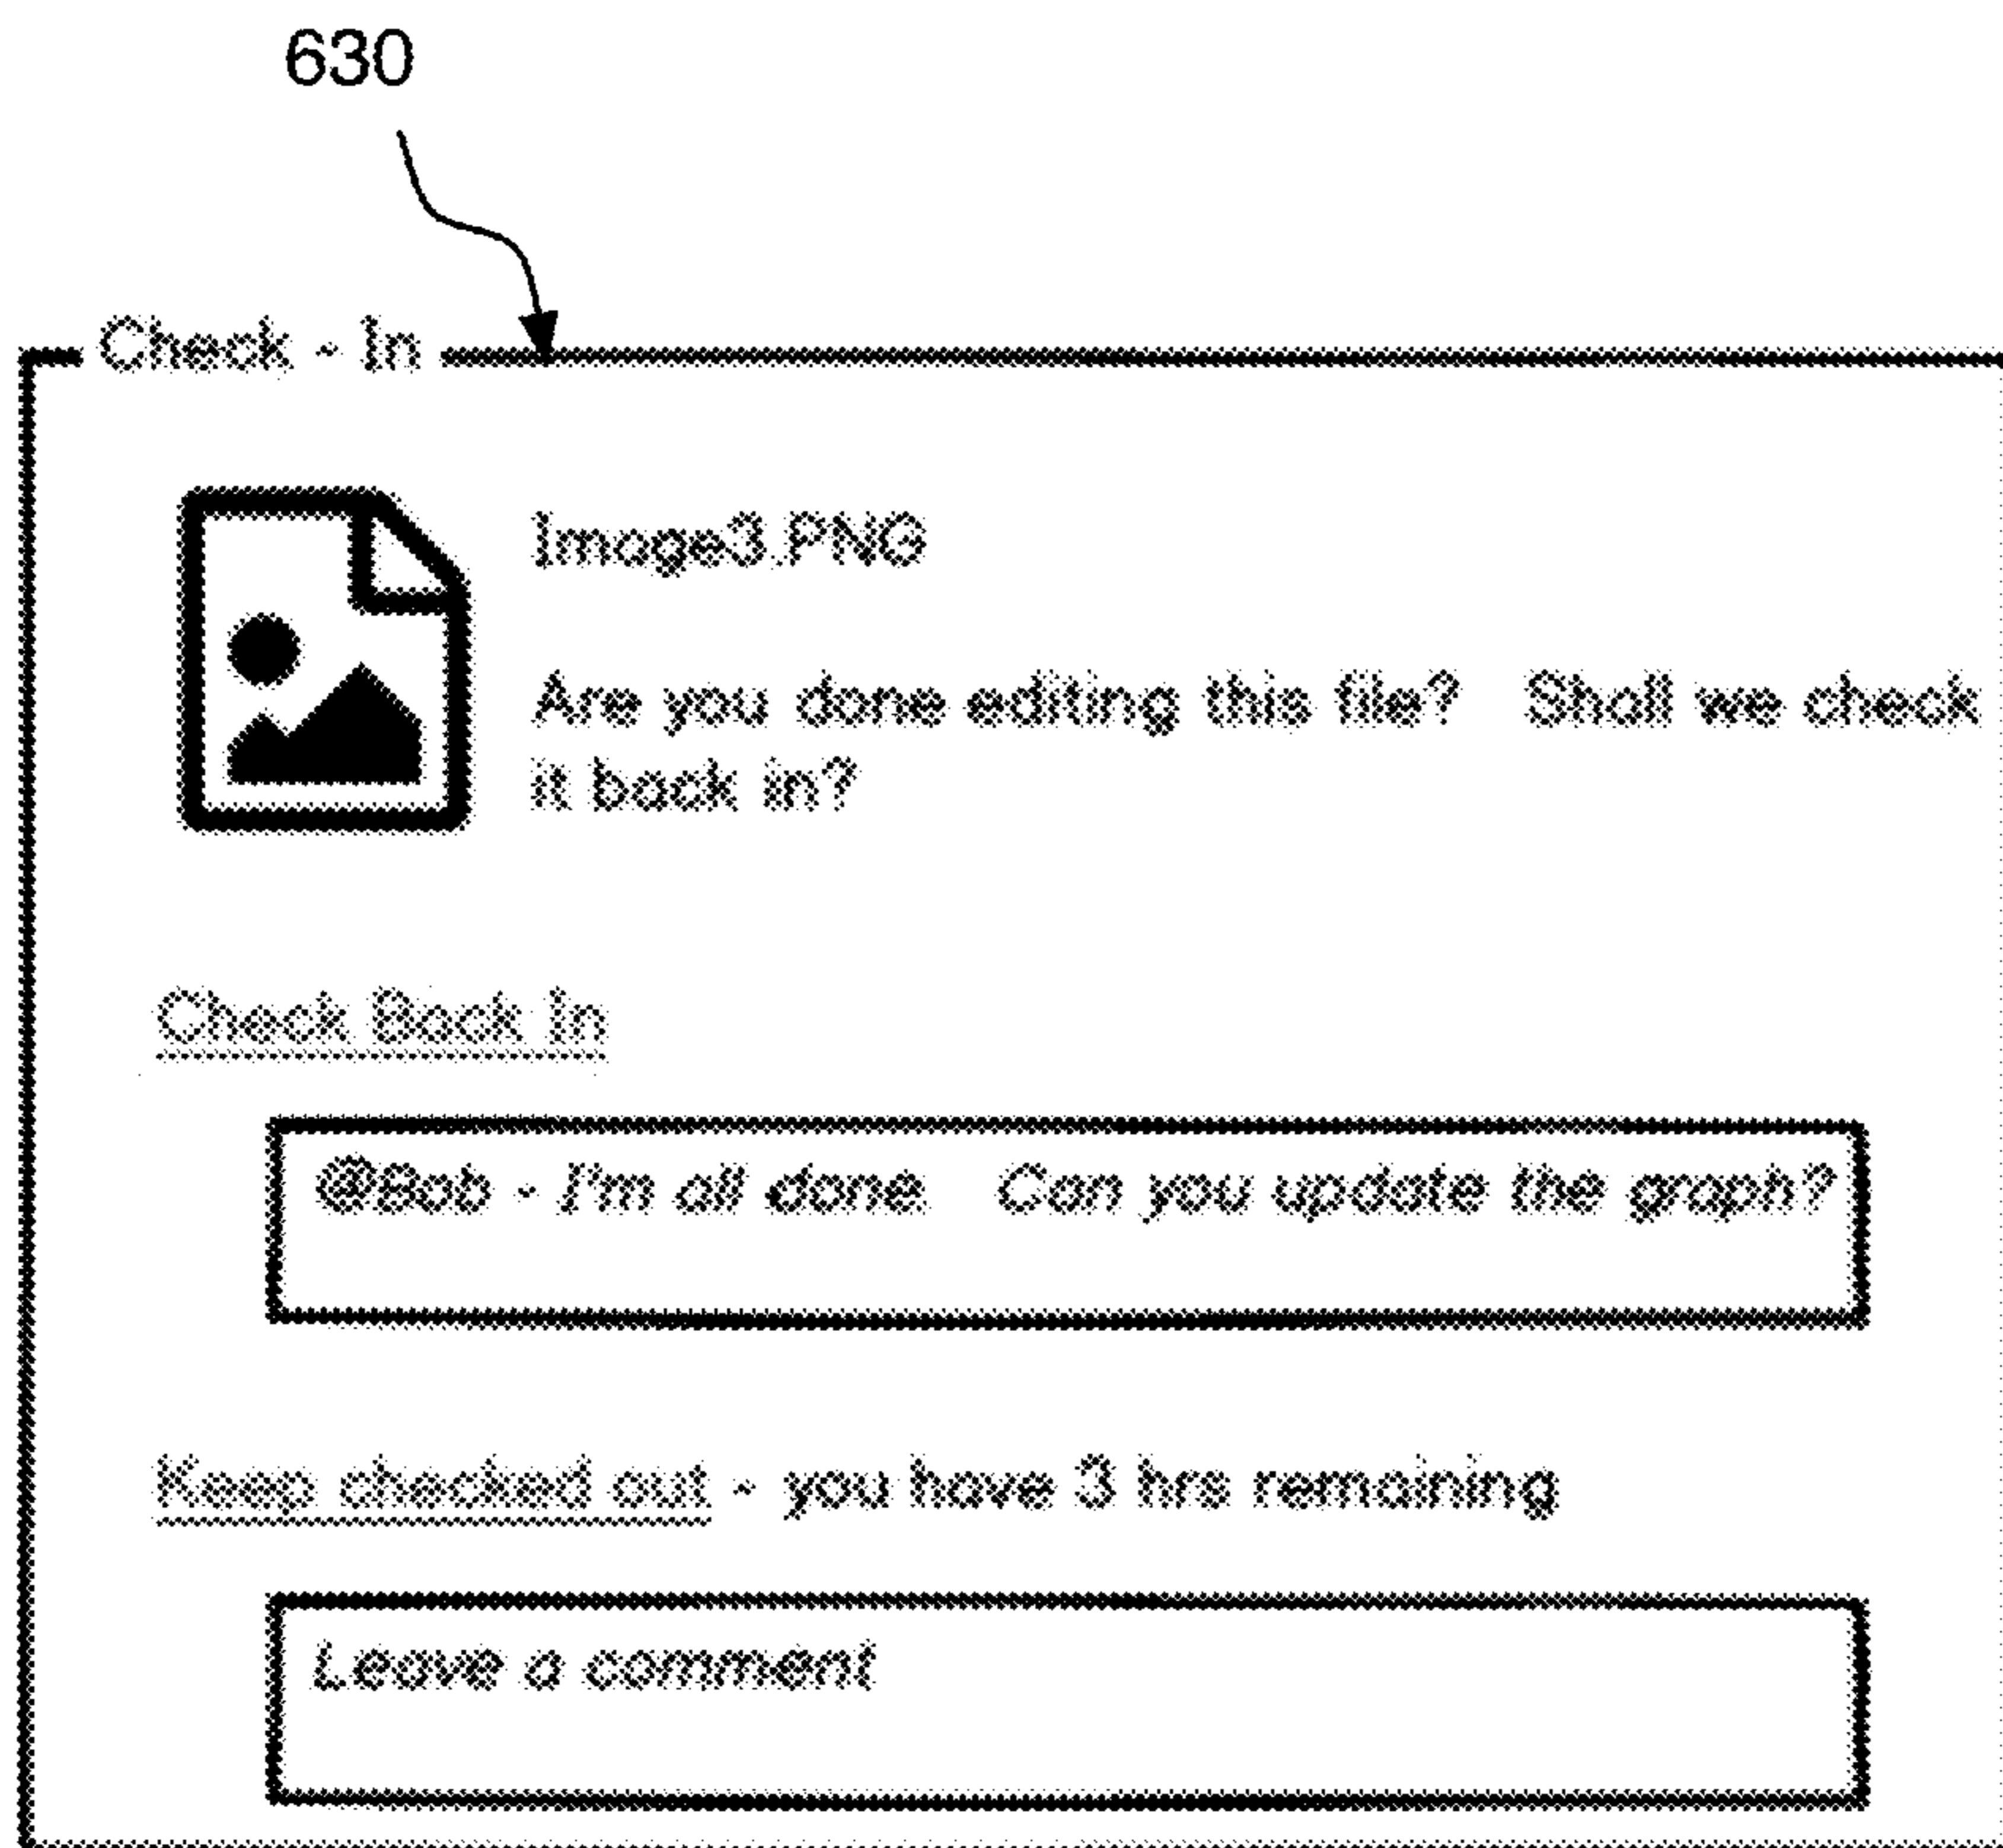 630
Check - In
Image3.PNG
Are you done editing this file?   Shall we check
it back in?
Check Back In
@Bob - I'm all done.   Can you update the graph?
Keep checked out - you have 3 hrs remaining
Leave a comment